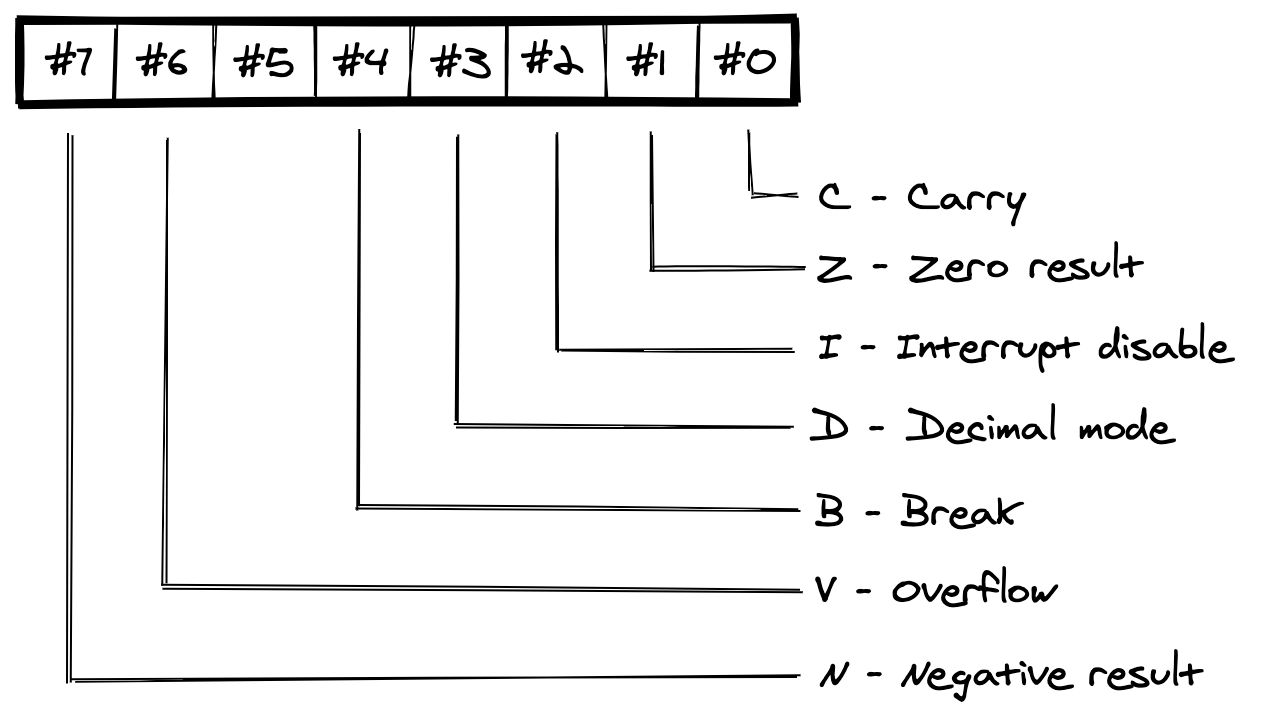 #7 #6 #5 #4 #3 #2 #1 #0
C - Carry
Z - Zero result
I - Interrupt disable
D - Decimal mode
B - Break
V - Overflow
N - Negative result